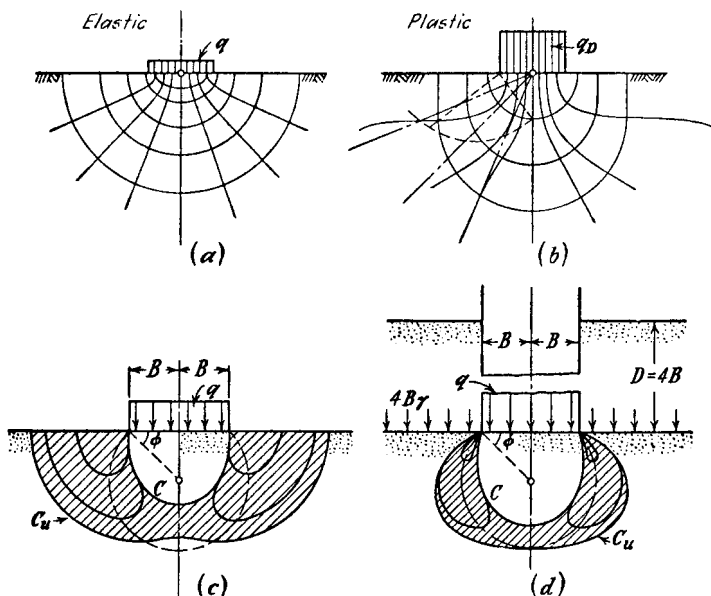 Elastic
q
(a)
Plastic
q_D
(b)
B B
q
ϕ
C
C_u
(c)
B B
D = 4B
q
4Bγ
ϕ
C
C_u
(d)